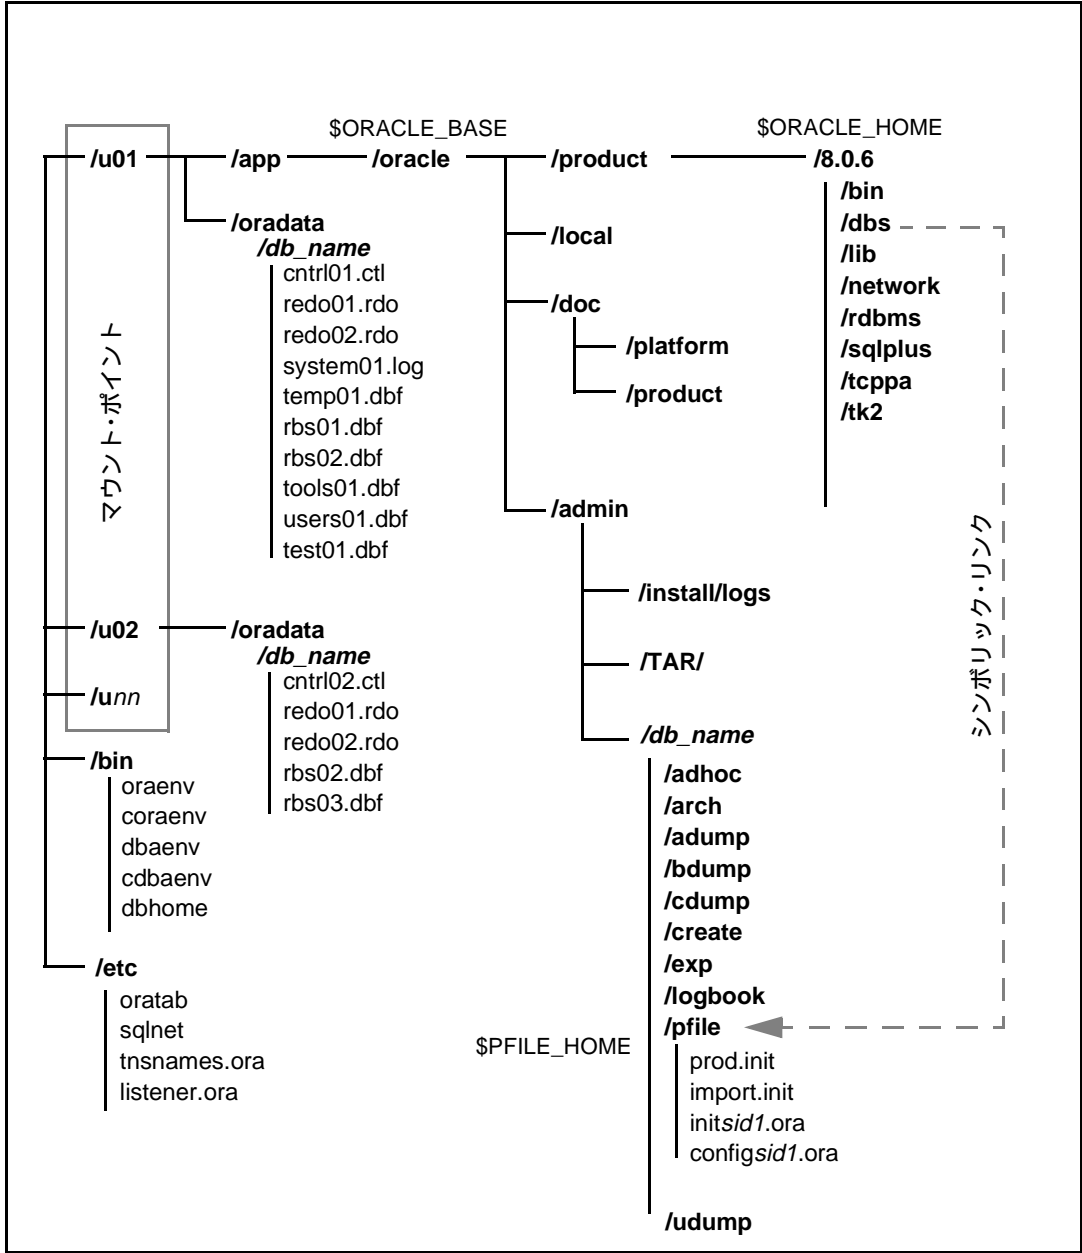 $ORACLE_BASE
$ORACLE_HOME
/u01
/app
/oracle
/product
/8.0.6
/bin
/dbs
/lib
/network
/rdbms
/sqlplus
/tcppa
/tk2
/oradata
/db_name
cntrl01.ctl
redo01.rdo
redo02.rdo
system01.log
temp01.dbf
rbs01.dbf
rbs02.dbf
tools01.dbf
users01.dbf
test01.dbf
/local
/doc
/platform
/product
マウント・ポイント
/admin
/install/logs
/TAR/
/db_name
/adhoc
/arch
/adump
/bdump
/cdump
/create
/exp
/logbook
/pfile
$PFILE_HOME
prod.init
import.init
initsid1.ora
configsid1.ora
/udump
シンボリック・リンク
/u02
/oradata
/db_name
cntrl02.ctl
redo01.rdo
redo02.rdo
rbs02.dbf
rbs03.dbf
/unn
/bin
oraenv
coraenv
dbaenv
cdbaenv
dbhome
/etc
oratab
sqlnet
tnsnames.ora
listener.ora